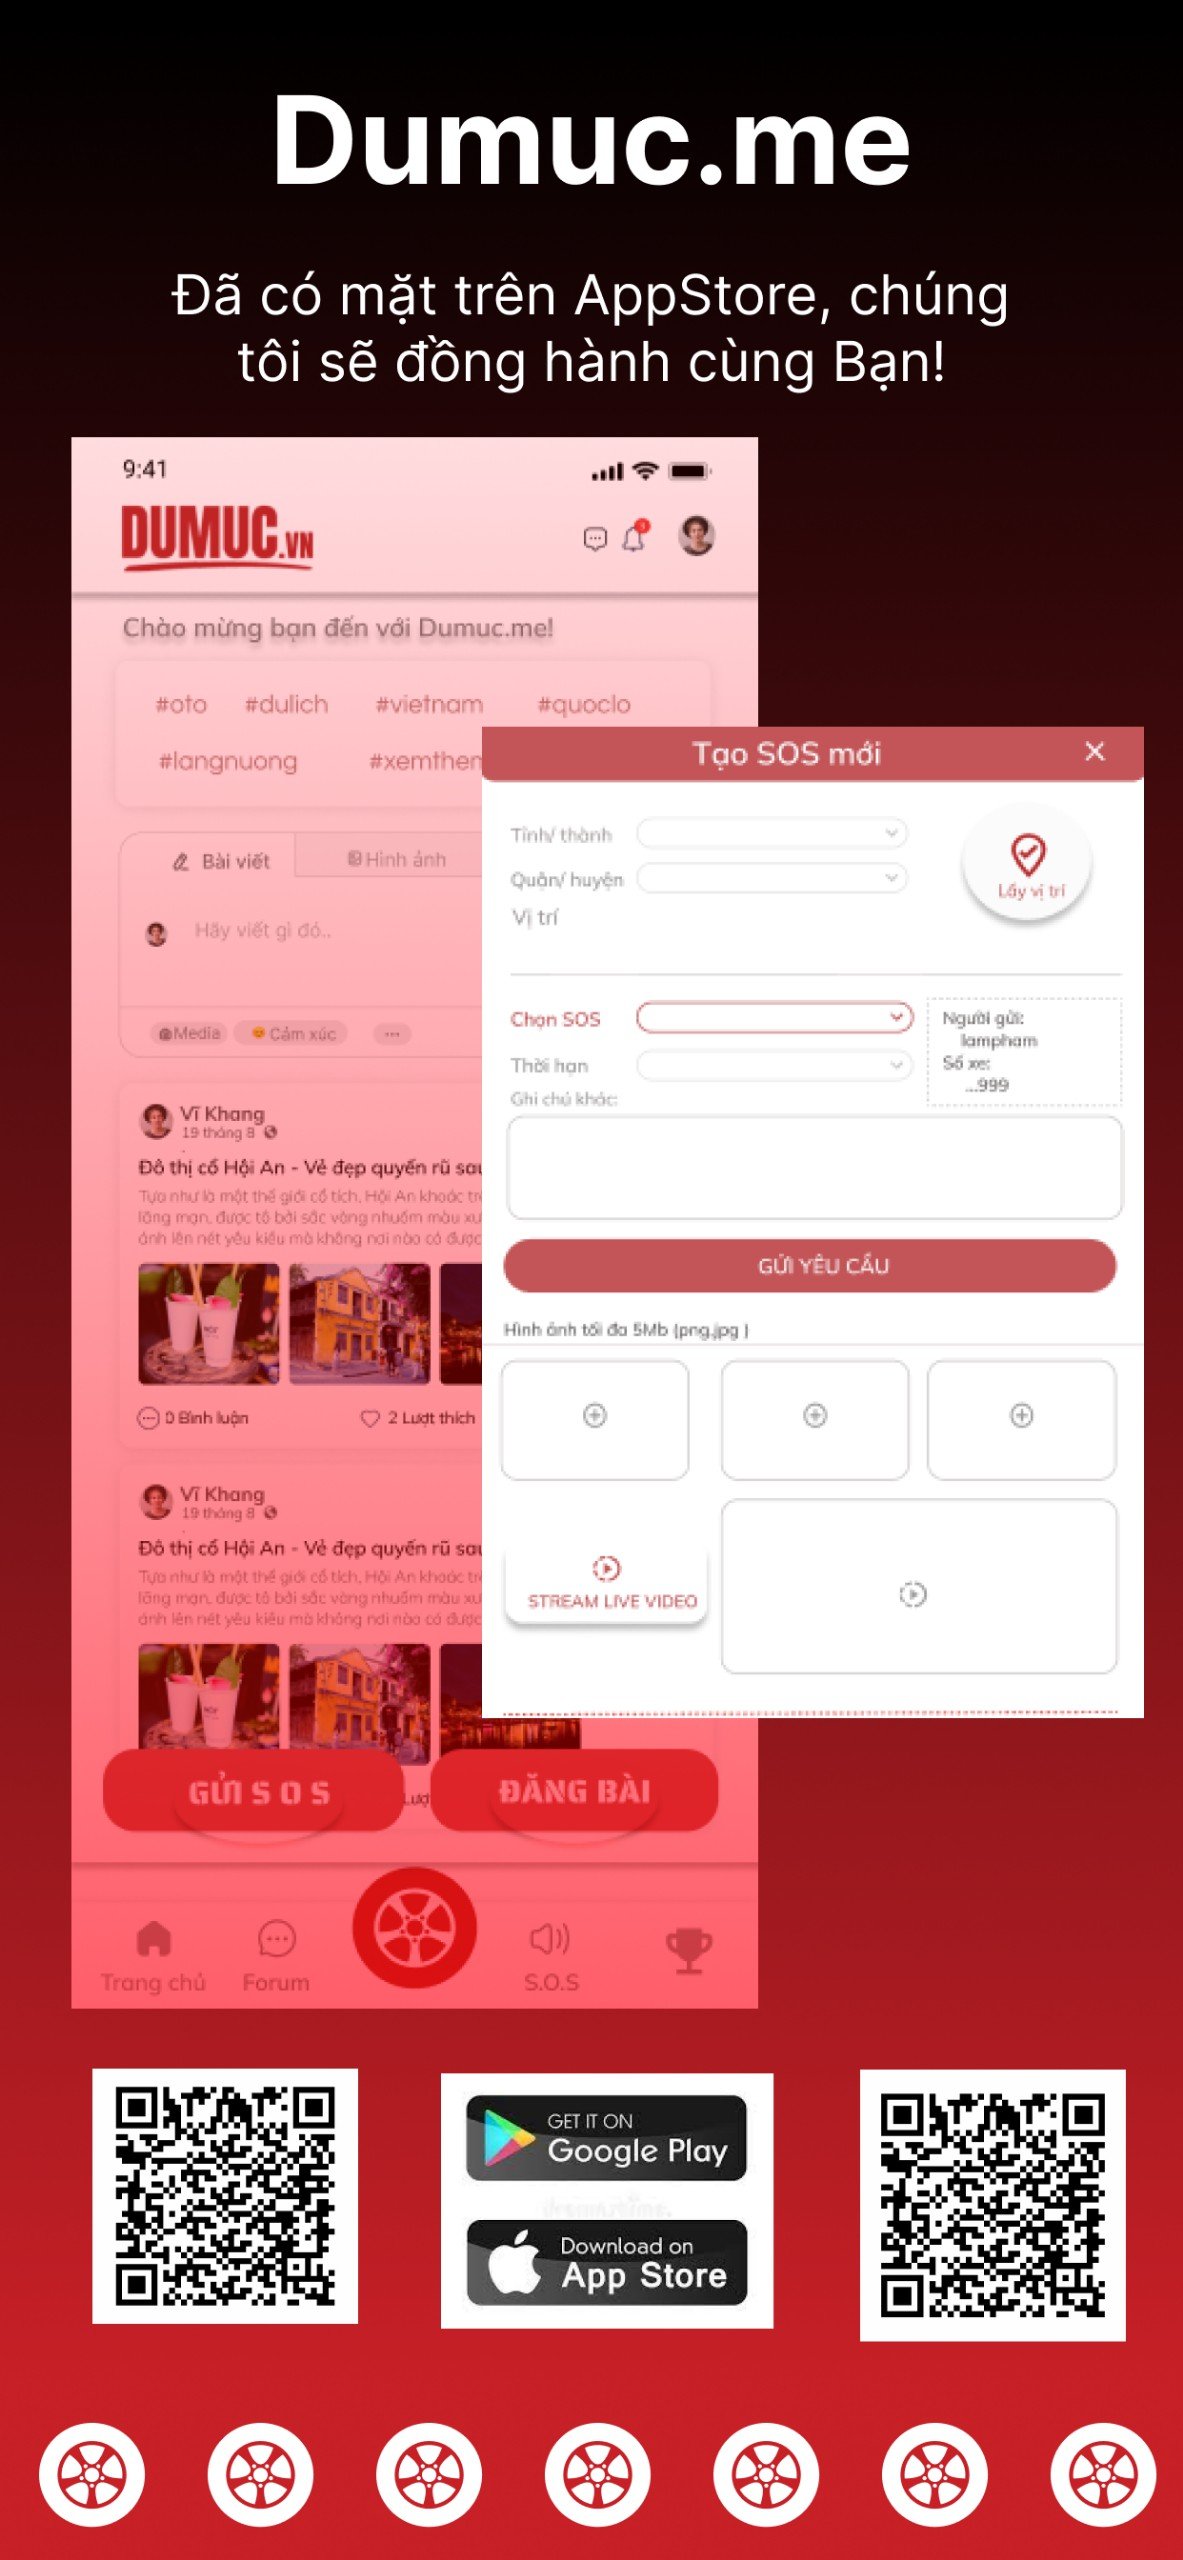 Dumuc.me
Đã có mặt trên AppStore, chúng
tôi sẽ đồng hành cùng Bạn!
9:41
DUMUC.VN
Chào mừng bạn đến với Dumuc.me!
#oto #dulich #vietnam #quoclo
#langnuong #xemthem
Bài viết Hình ảnh
Hãy viết gì đó..
Media Cảm xúc
Vĩ Khang
19 tháng 8
Đô thị cổ Hội An - Vẻ đẹp quyến rũ sau
Tựa như là một thế giới cổ tích, Hội An khoác
lãng mạn, được tô bởi sắc vàng nhuốm màu
ánh lên nét yêu kiều mà không nơi nào có được
0 Bình luận 2 Lượt thích
Vĩ Khang
19 tháng 8
Đô thị cổ Hội An - Vẻ đẹp quyến rũ sau
Tựa như là một thế giới cổ tích, Hội An khoác
lãng mạn, được tô bởi sắc vàng nhuốm màu
ánh lên nét yêu kiều mà không nơi nào có được
GỬI S O S ĐĂNG BÀI
Trang chủ Forum S.O.S
Tạo SOS mới
Tỉnh/ thành
Quận/ huyện
Vị trí
Lấy vị trí
Chọn SOS
Thời hạn
Ghi chú khác:
Người gửi:
lampham
Số xe:
...999
GỬI YÊU CẦU
Hình ảnh tối đa 5Mb (png,jpg )
STREAM LIVE VIDEO
GET IT ON
Google Play
Download on
App Store